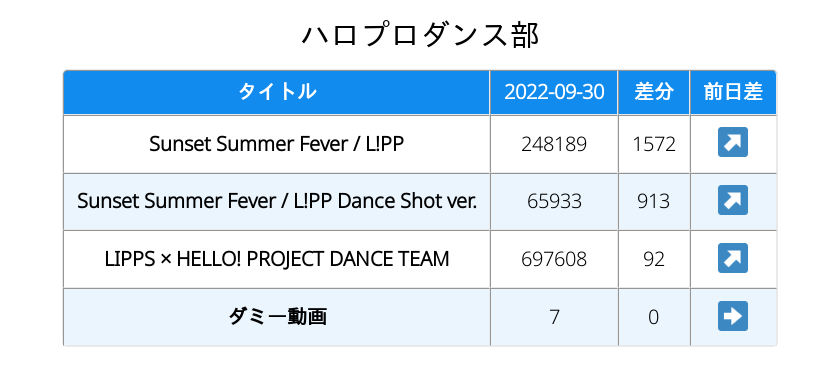 ハロプロダンス部
タイトル 2022-09-30 差分 前日差
Sunset Summer Fever / L!PP 248189 1572 ↗
Sunset Summer Fever / L!PP Dance Shot ver. 65933 913 ↗
LIPPS × HELLO! PROJECT DANCE TEAM 697608 92 ↗
ダミー動画 7 0 ➡